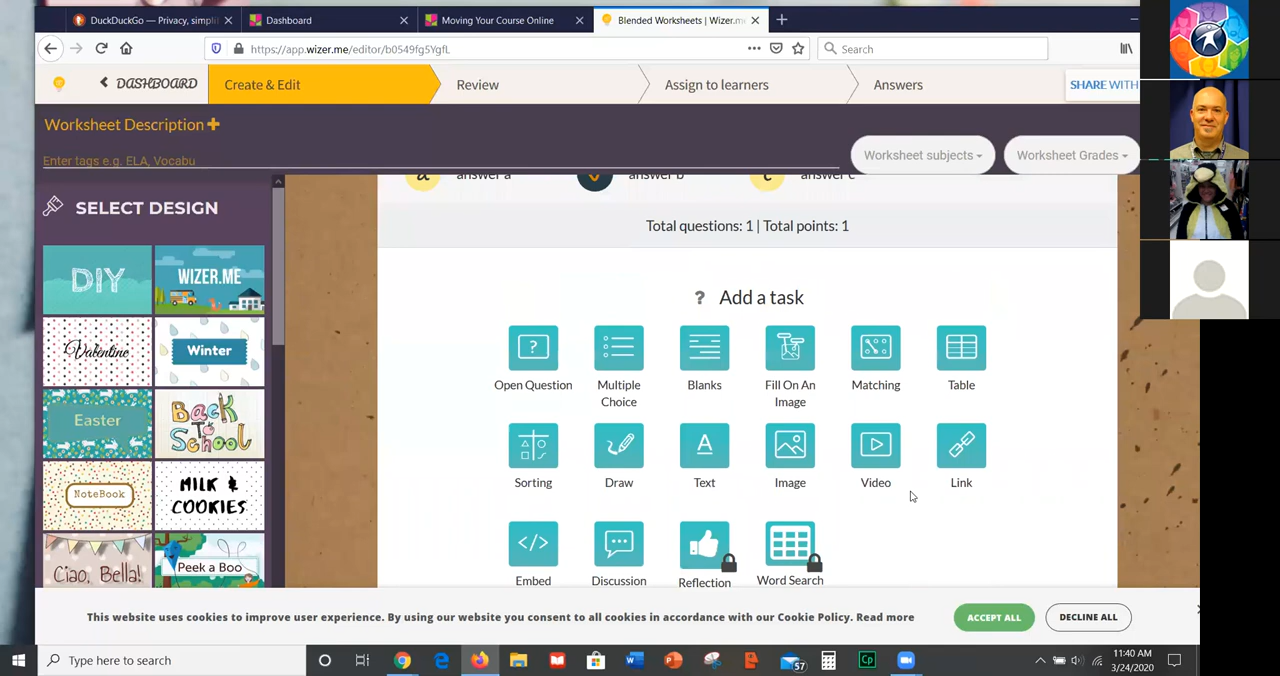 DuckDuckGo — Privacy, simpli
Dashboard
Moving Your Course Online
Blended Worksheets | Wizer.m
https://app.wizer.me/editor/b0549fg5YgfL
Search
DASHBOARD
Create & Edit
Review
Assign to learners
Answers
SHARE WITH
Worksheet Description
Enter tags e.g. ELA, Vocabu
Worksheet subjects
Worksheet Grades
a answer a
answer b
c answer c
SELECT DESIGN
Total questions: 1 | Total points: 1
DIY
WIZER.ME
? Add a task
Valentine
Winter
Open Question
Multiple Choice
Blanks
Fill On An Image
Matching
Table
Easter
Back To School
Sorting
Draw
Text
Image
Video
Link
NoteBook
MILK & COOKIES
Ciao, Bella!
Peek a Boo
Embed
Discussion
Reflection
Word Search
This website uses cookies to improve user experience. By using our website you consent to all cookies in accordance with our Cookie Policy. Read more
ACCEPT ALL
DECLINE ALL
Type here to search
57
Cp
11:40 AM
3/24/2020